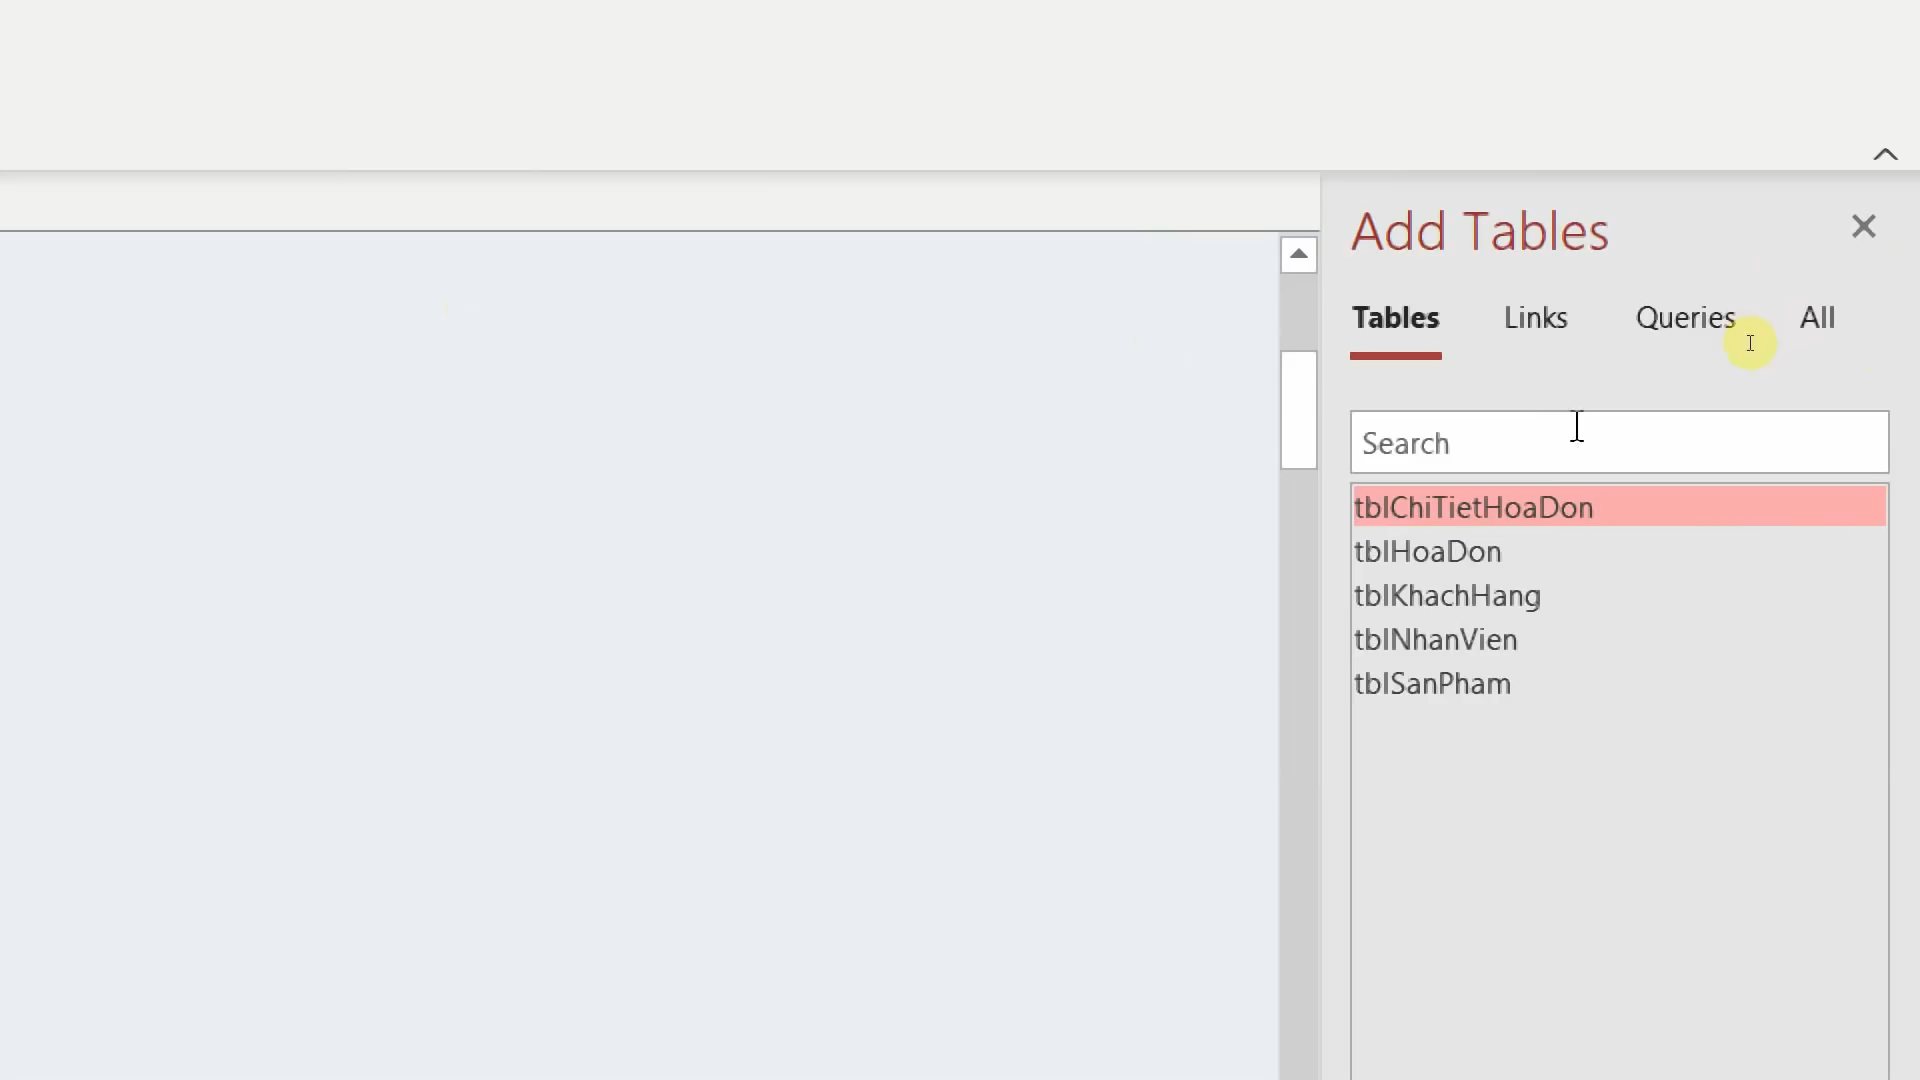 Add Tables
Tables Links Queries All
Search
tblChiTietHoaDon
tblHoaDon
tblKhachHang
tblNhanVien
tblSanPham